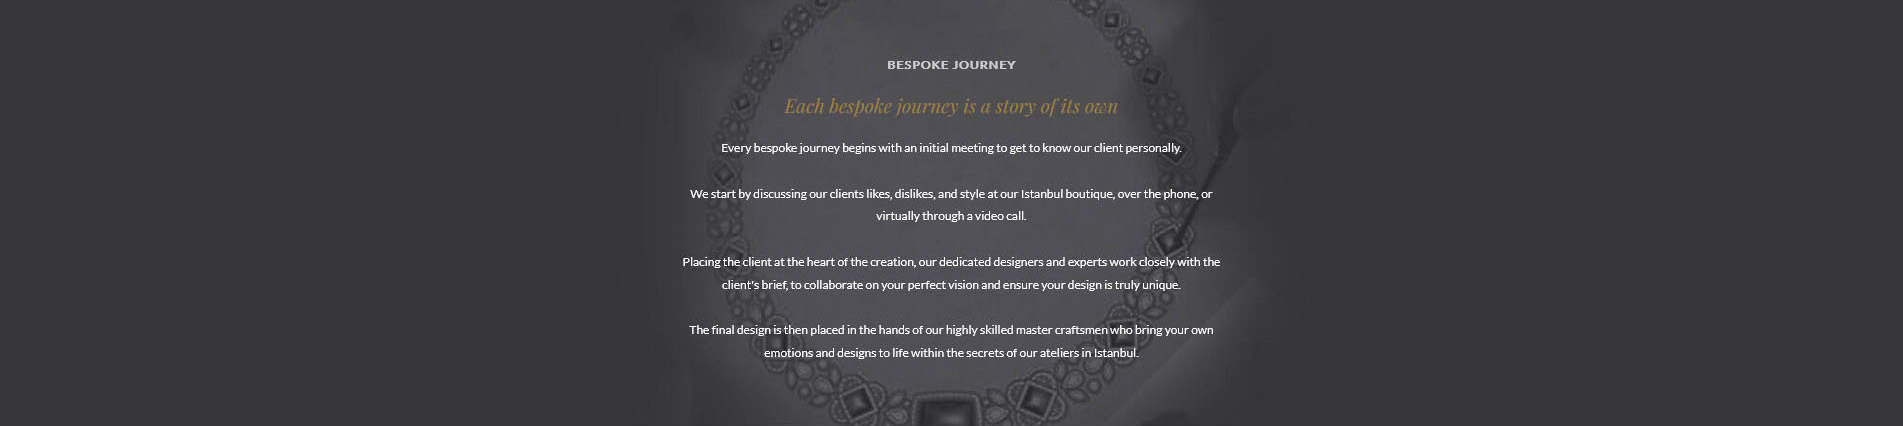 BESPOKE JOURNEY
Each bespoke journey is a story of its own
Every bespoke journey begins with an initial meeting to get to know our client personally.
We start by discussing our clients likes, dislikes, and style at our Istanbul boutique, over the phone, or
virtually through a video call.
Placing the client at the heart of the creation, our dedicated designers and experts work closely with the
client's brief, to collaborate on your perfect vision and ensure your design is truly unique.
The final design is then placed in the hands of our highly skilled master craftsmen who bring your own
emotions and designs to life within the secrets of our ateliers in Istanbul.